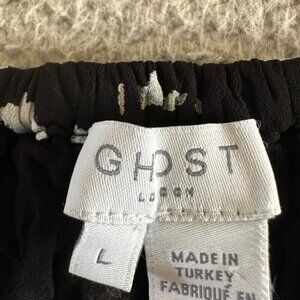 GHOST
LONDON
L
MADE IN
TURKEY
FABRIQUÉ EN